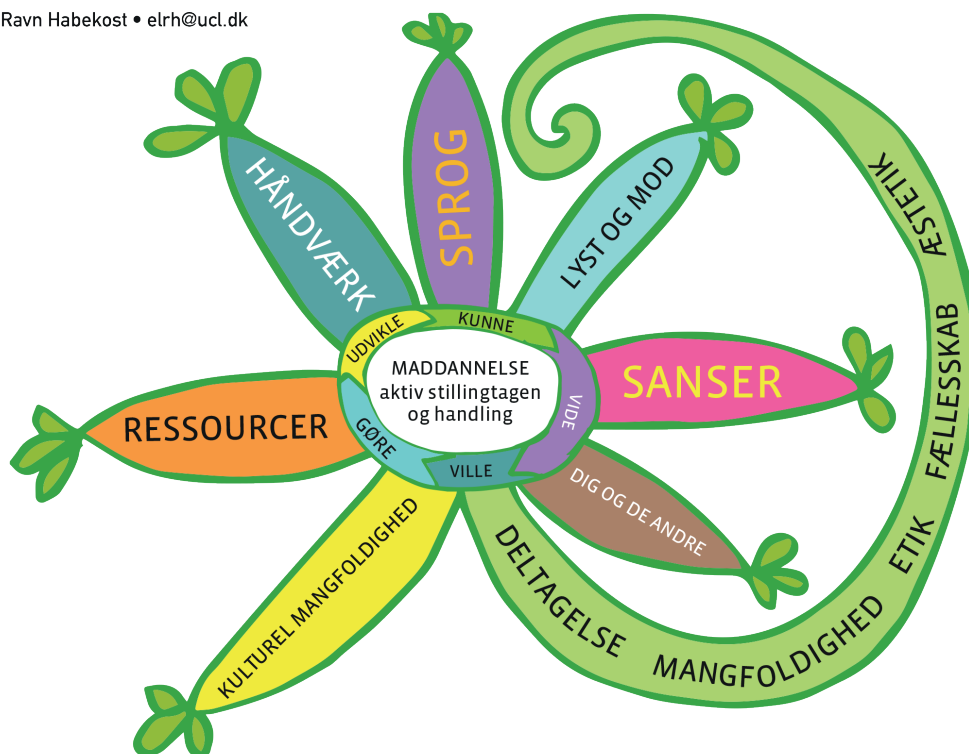 Ravn Habekost • elrh@ucl.dk
SPROG
LYST OG MOD
SANSER
DIG OG DE ANDRE
KULTUREL MANGFOLDIGHED
RESSOURCER
HÅNDVÆRK
UDVIKLE
KUNNE
VIDE
VILLE
GØRE
MADDANNELSE
aktiv stillingtagen
og handling
DELTAGELSE
MANGFOLDIGHED
ETIK
FÆLLESSKAB
ÆSTETIK